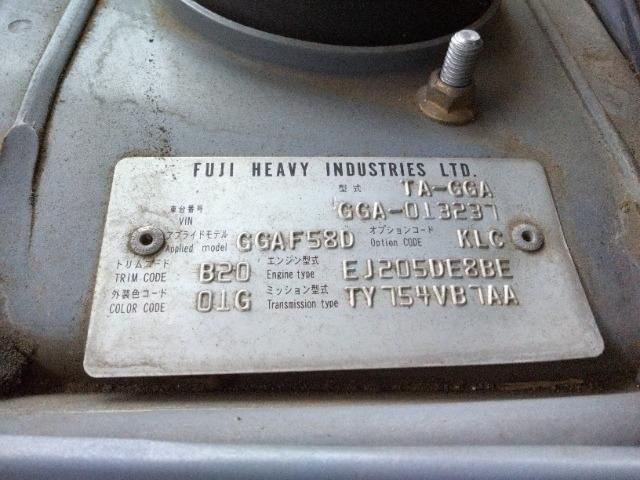 FUJI HEAVY INDUSTRIES LTD.
型式 TA-GGA
車台番号 VIN GGA-013237
アプライドモデル Applied model GGAF58D オプションコード Option CODE KLC
トリムコード TRIM CODE B20 エンジン型式 Engine type EJ205DE8BE
外装色コード COLOR CODE 01G ミッション型式 Transmission type TY754VB7AA